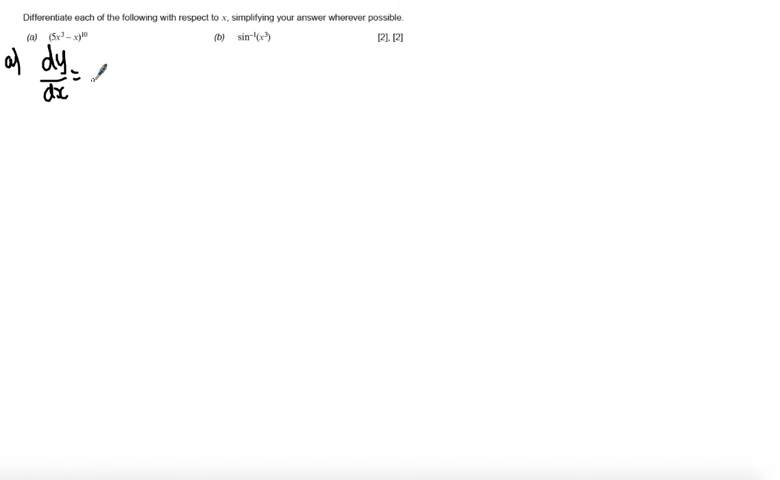 Differentiate each of the following with respect to x, simplifying your answer wherever possible.
(a) (5x³ – x)¹⁰ (b) sin⁻¹(x³) [2], [2]
a) dy/dx =